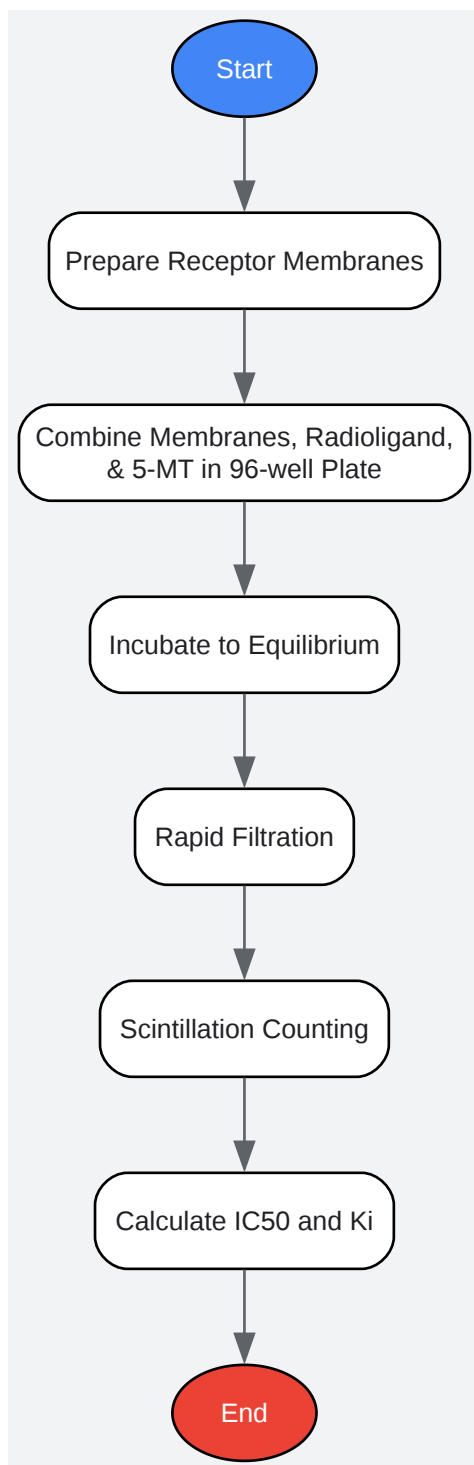 Start
Prepare Receptor Membranes
Combine Membranes, Radioligand,
& 5-MT in 96-well Plate
Incubate to Equilibrium
Rapid Filtration
Scintillation Counting
Calculate IC50 and Ki
End